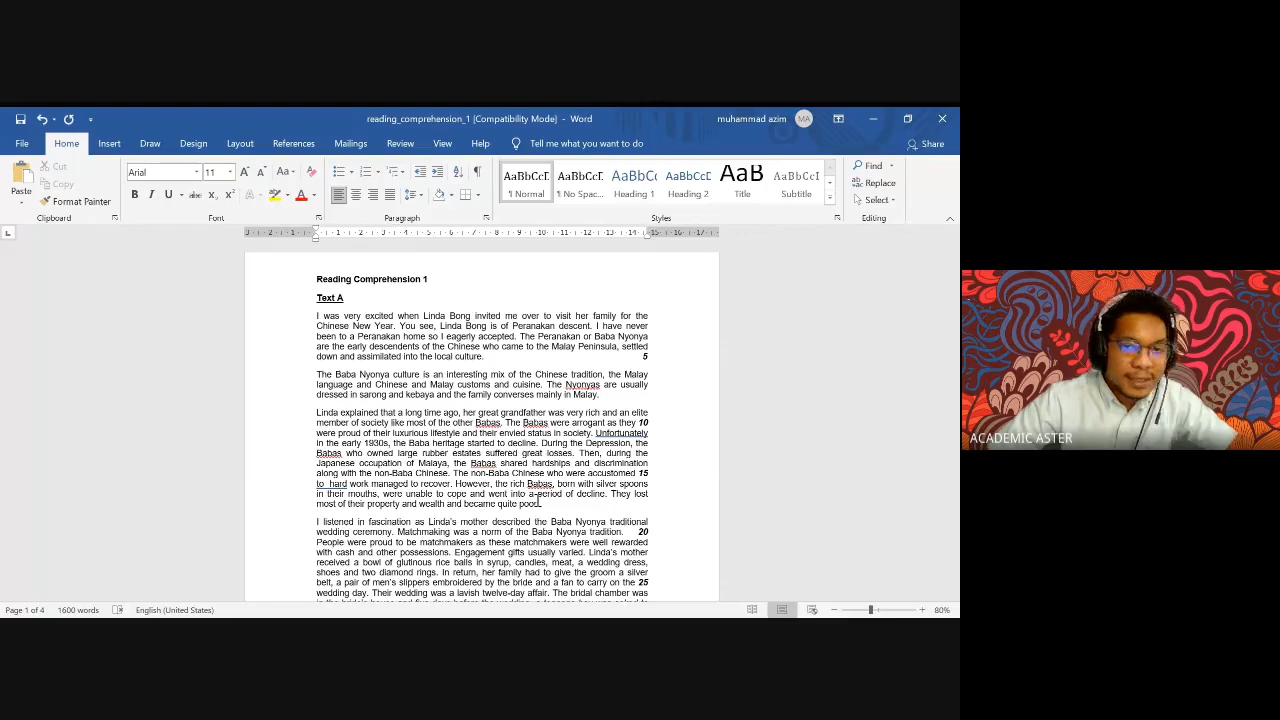 reading_comprehension_1 [Compatibility Mode] - Word
muhammad azim
MA
File Home Insert Draw Design Layout References Mailings Review View Help Tell me what you want to do
Share
Paste
Cut
Copy
Format Painter
Clipboard
Arial
11
Font
Paragraph
AaBbCcI
¶ Normal
AaBbCcI
¶ No Spac...
AaBbCcI
Heading 1
AaBbCcI
Heading 2
AaB
Title
AaBbCcI
Subtitle
Styles
Find
Replace
Select
Editing
Reading Comprehension 1
Text A
I was very excited when Linda Bong invited me over to visit her family for the
Chinese New Year. You see, Linda Bong is of Peranakan descent. I have never
been to a Peranakan home so I eagerly accepted. The Peranakan or Baba Nyonya
are the early descendents of the Chinese who came to the Malay Peninsula, settled
down and assimilated into the local culture. 5
The Baba Nyonya culture is an interesting mix of the Chinese tradition, the Malay
language and Chinese and Malay customs and cuisine. The Nyonyas are usually
dressed in sarong and kebaya and the family converses mainly in Malay.
Linda explained that a long time ago, her great grandfather was very rich and an elite
member of society like most of the other Babas. The Babas were arrogant as they 10
were proud of their luxurious lifestyle and their envied status in society. Unfortunately
in the early 1930s, the Baba heritage started to decline. During the Depression, the
Babas who owned large rubber estates suffered great losses. Then, during the
Japanese occupation of Malaya, the Babas shared hardships and discrimination
along with the non-Baba Chinese. The non-Baba Chinese who were accustomed 15
to hard work managed to recover. However, the rich Babas, born with silver spoons
in their mouths, were unable to cope and went into a period of decline. They lost
most of their property and wealth and became quite poor.
I listened in fascination as Linda's mother described the Baba Nyonya traditional
wedding ceremony. Matchmaking was a norm of the Baba Nyonya tradition. 20
People were proud to be matchmakers as these matchmakers were well rewarded
with cash and other possessions. Engagement gifts usually varied. Linda's mother
received a bowl of glutinous rice balls in syrup, candles, meat, a wedding dress,
shoes and two diamond rings. In return, her family had to give the groom a silver
belt, a pair of men's slippers embroidered by the bride and a fan to carry on the 25
wedding day. Their wedding was a lavish twelve-day affair. The bridal chamber was
Page 1 of 4 1600 words English (United States)
80%
ACADEMIC ASTER